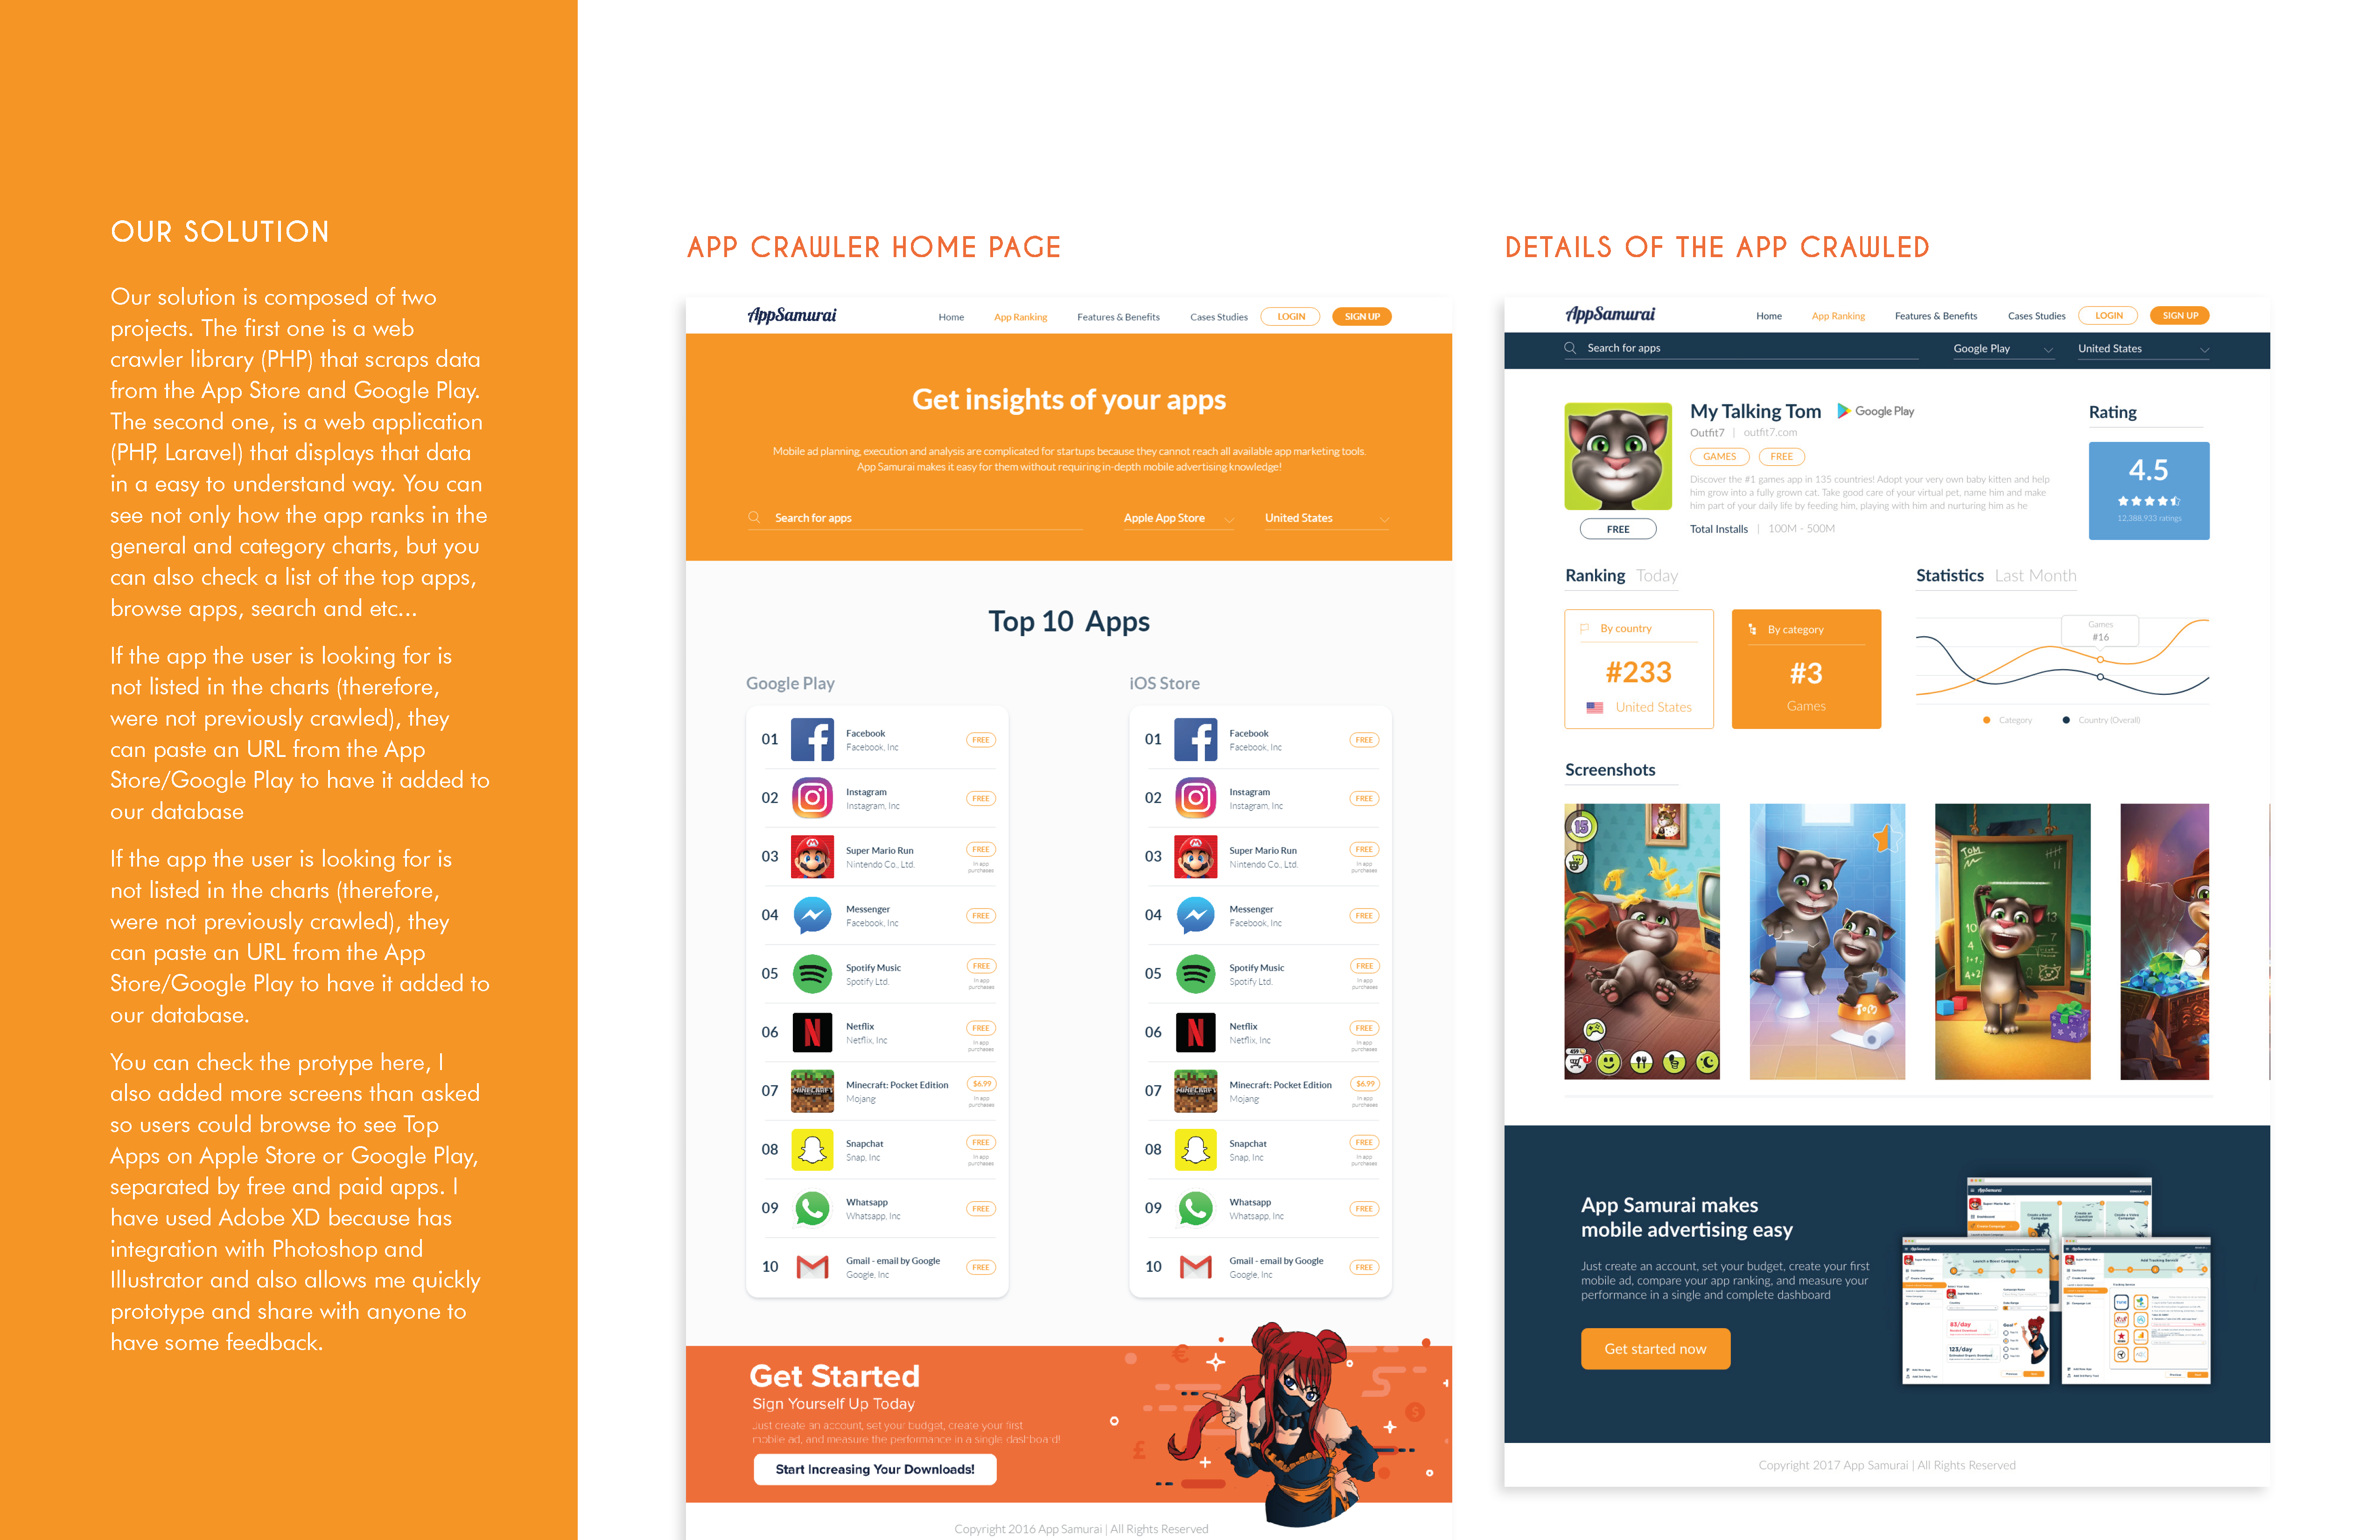 OUR SOLUTION
Our solution is composed of two
projects. The first one is a web
crawler library (PHP) that scraps data
from the App Store and Google Play.
The second one, is a web application
(PHP, Laravel) that displays that data
in a easy to understand way. You can
see not only how the app ranks in the
general and category charts, but you
can also check a list of the top apps,
browse apps, search and etc...
If the app the user is looking for is
not listed in the charts (therefore,
were not previously crawled), they
can paste an URL from the App
Store/Google Play to have it added to
our database
If the app the user is looking for is
not listed in the charts (therefore,
were not previously crawled), they
can paste an URL from the App
Store/Google Play to have it added to
our database.
You can check the protype here, I
also added more screens than asked
so users could browse to see Top
Apps on Apple Store or Google Play,
separated by free and paid apps. I
have used Adobe XD because has
integration with Photoshop and
Illustrator and also allows me quickly
prototype and share with anyone to
have some feedback.
APP CRAWLER HOME PAGE
AppSamurai
Home App Ranking Features & Benefits Cases Studies LOGIN SIGN UP
Get insights of your apps
Mobile ad planning, execution and analysis are complicated for startups because they cannot reach all available app marketing tools.
App Samurai makes it easy for them without requiring in-depth mobile advertising knowledge!
Search for apps Apple App Store United States
Top 10 Apps
Google Play
01 Facebook FREE
Facebook, Inc
02 Instagram FREE
Instagram, Inc
03 Super Mario Run FREE
Nintendo Co., Ltd. In app
purchases
04 Messenger FREE
Facebook, Inc
05 Spotify Music FREE
Spotify Ltd. In app
purchases
06 Netflix FREE
Netflix, Inc In app
purchases
07 Minecraft: Pocket Edition $6.99
Mojang In app
purchases
08 Snapchat FREE
Snap, Inc In app
purchases
09 Whatsapp FREE
Whatsapp, Inc
10 Gmail - email by Google FREE
Google, Inc
iOS Store
01 Facebook FREE
Facebook, Inc
02 Instagram FREE
Instagram, Inc
03 Super Mario Run FREE
Nintendo Co., Ltd. In app
purchases
04 Messenger FREE
Facebook, Inc
05 Spotify Music FREE
Spotify Ltd. In app
purchases
06 Netflix FREE
Netflix, Inc In app
purchases
07 Minecraft: Pocket Edition $6.99
Mojang In app
purchases
08 Snapchat FREE
Snap, Inc In app
purchases
09 Whatsapp FREE
Whatsapp, Inc
10 Gmail - email by Google FREE
Google, Inc
Get Started
Sign Yourself Up Today
Just create an account, set your budget, create your first
mobile ad, and measure the performance in a single dashboard!
Start Increasing Your Downloads!
Copyright 2016 App Samurai | All Rights Reserved
DETAILS OF THE APP CRAWLED
AppSamurai
Home App Ranking Features & Benefits Cases Studies LOGIN SIGN UP
Search for apps Google Play United States
My Talking Tom Google Play
Outfit7 | outfit7.com
GAMES FREE
Discover the #1 games app in 135 countries! Adopt your very own baby kitten and help
him grow into a fully grown cat. Take good care of your virtual pet, name him and make
him part of your daily life by feeding him, playing with him and nurturing him as he
FREE
Total Installs | 100M - 500M
Rating
4.5
12,388,933 ratings
Ranking Today
By country
#233
United States
By category
#3
Games
Statistics Last Month
Games
#16
Category Country (Overall)
Screenshots
15
TOM
TOM
App Samurai makes
mobile advertising easy
Just create an account, set your budget, create your first
mobile ad, compare your app ranking, and measure your
performance in a single and complete dashboard
Get started now
Copyright 2017 App Samurai | All Rights Reserved